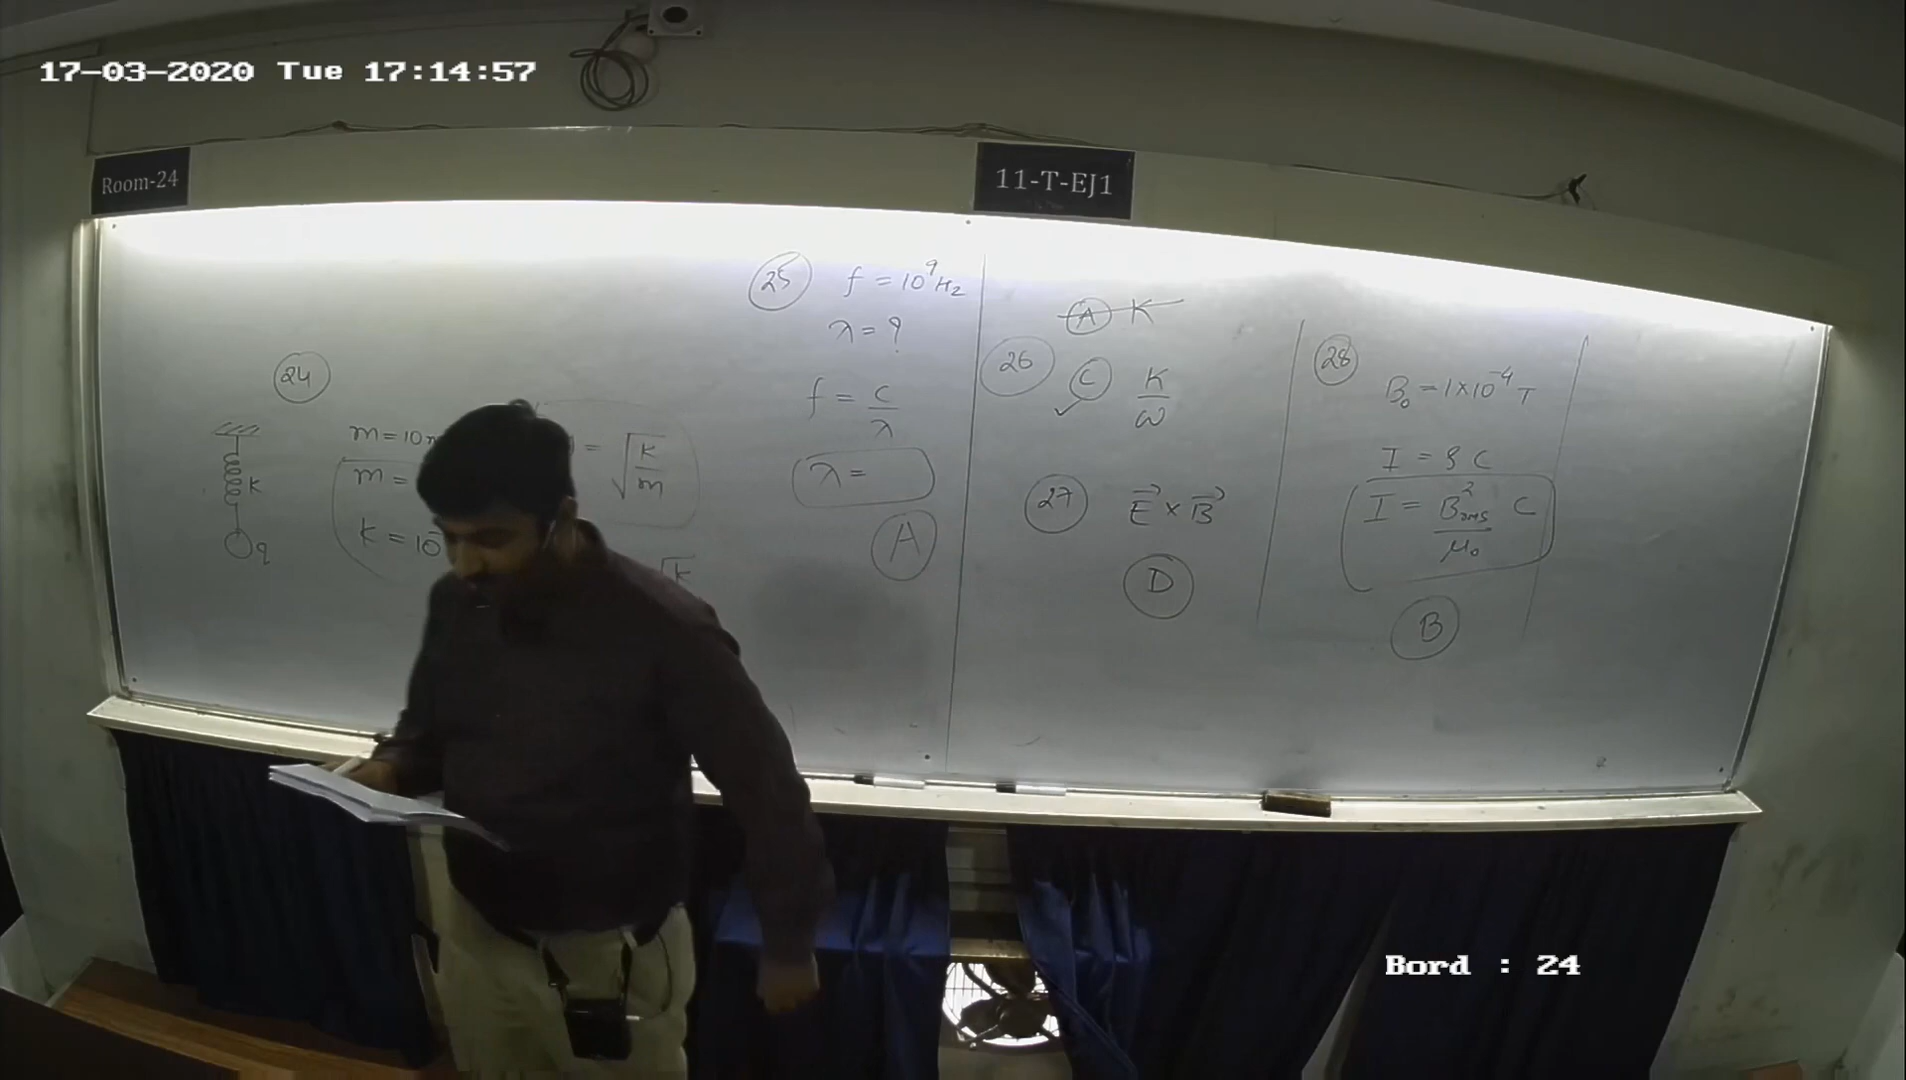 17-03-2020 Tue 17:14:57
Room-24
11-T-EJ1
24
K
q
m=10
m=
K = 10
= √K/m
√K
25
f = 10⁹ Hz
λ = ?
f = C/λ
λ =
A
A K
26
C K/ω
27 E⃗ × B⃗
D
28
B₀ = 1×10⁻⁴ T
I = S C
I = B²rms/μ₀ C
B
Bord : 24